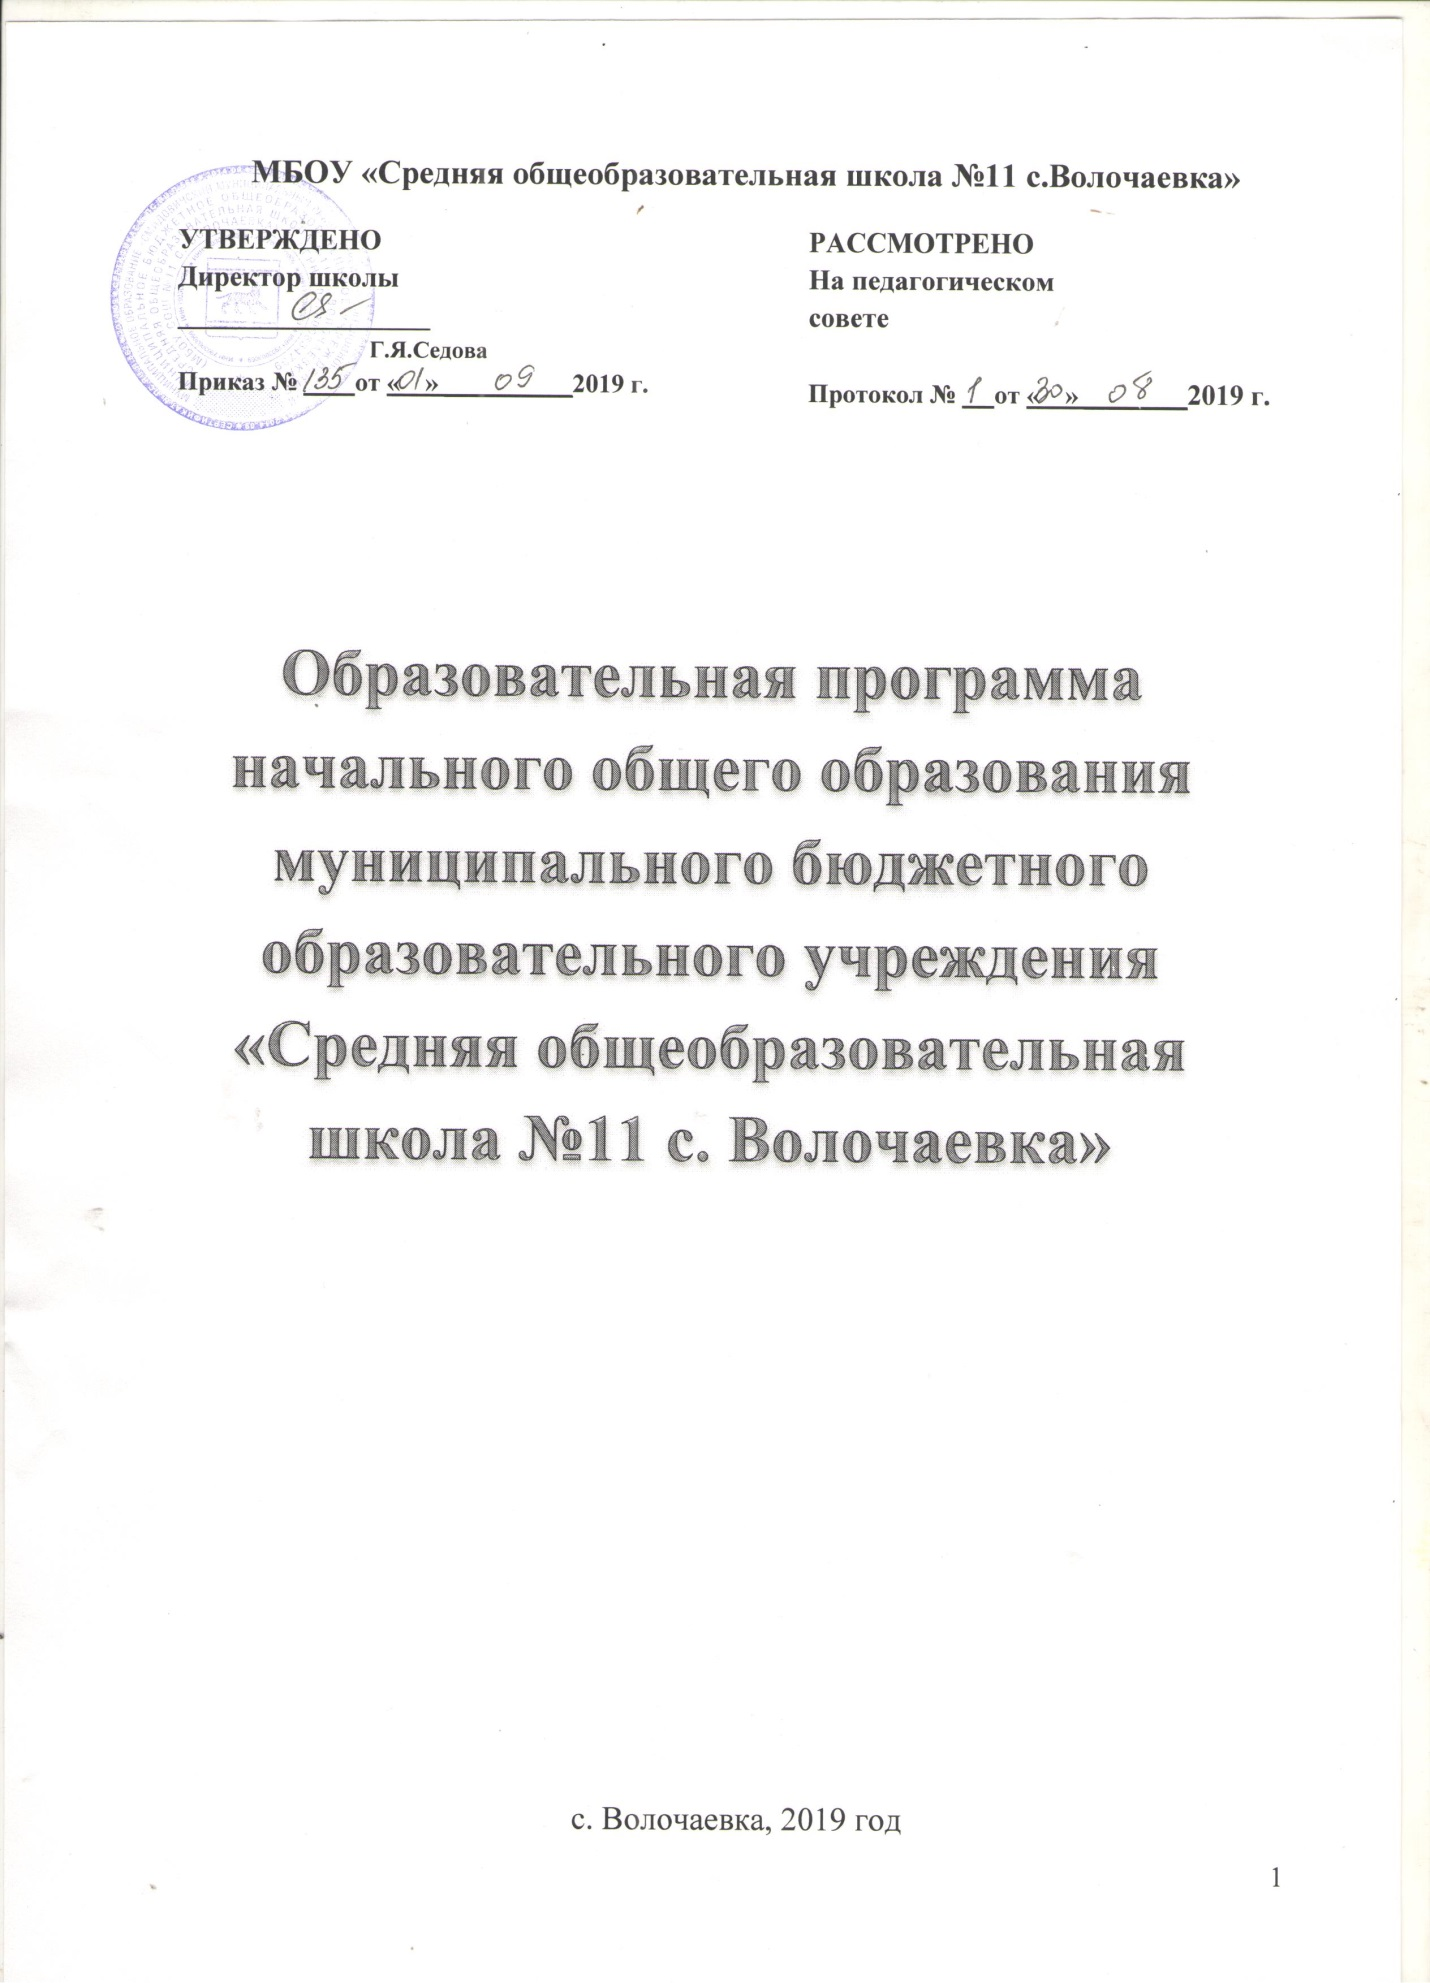 МБОУ «Средняя общеобразовательная школа №11 с.Волочаевка»
УТВЕРЖДЕНО
Директор школы
Г.Я.Седова
Приказ № 135 от «01» 09 2019 г.
РАССМОТРЕНО
На педагогическом
совете
Протокол № 1 от «30» 08 2019 г.
Образовательная программа
начального общего образования
муниципального бюджетного
образовательного учреждения
«Средняя общеобразовательная
школа №11 с. Волочаевка»
с. Волочаевка, 2019 год
1